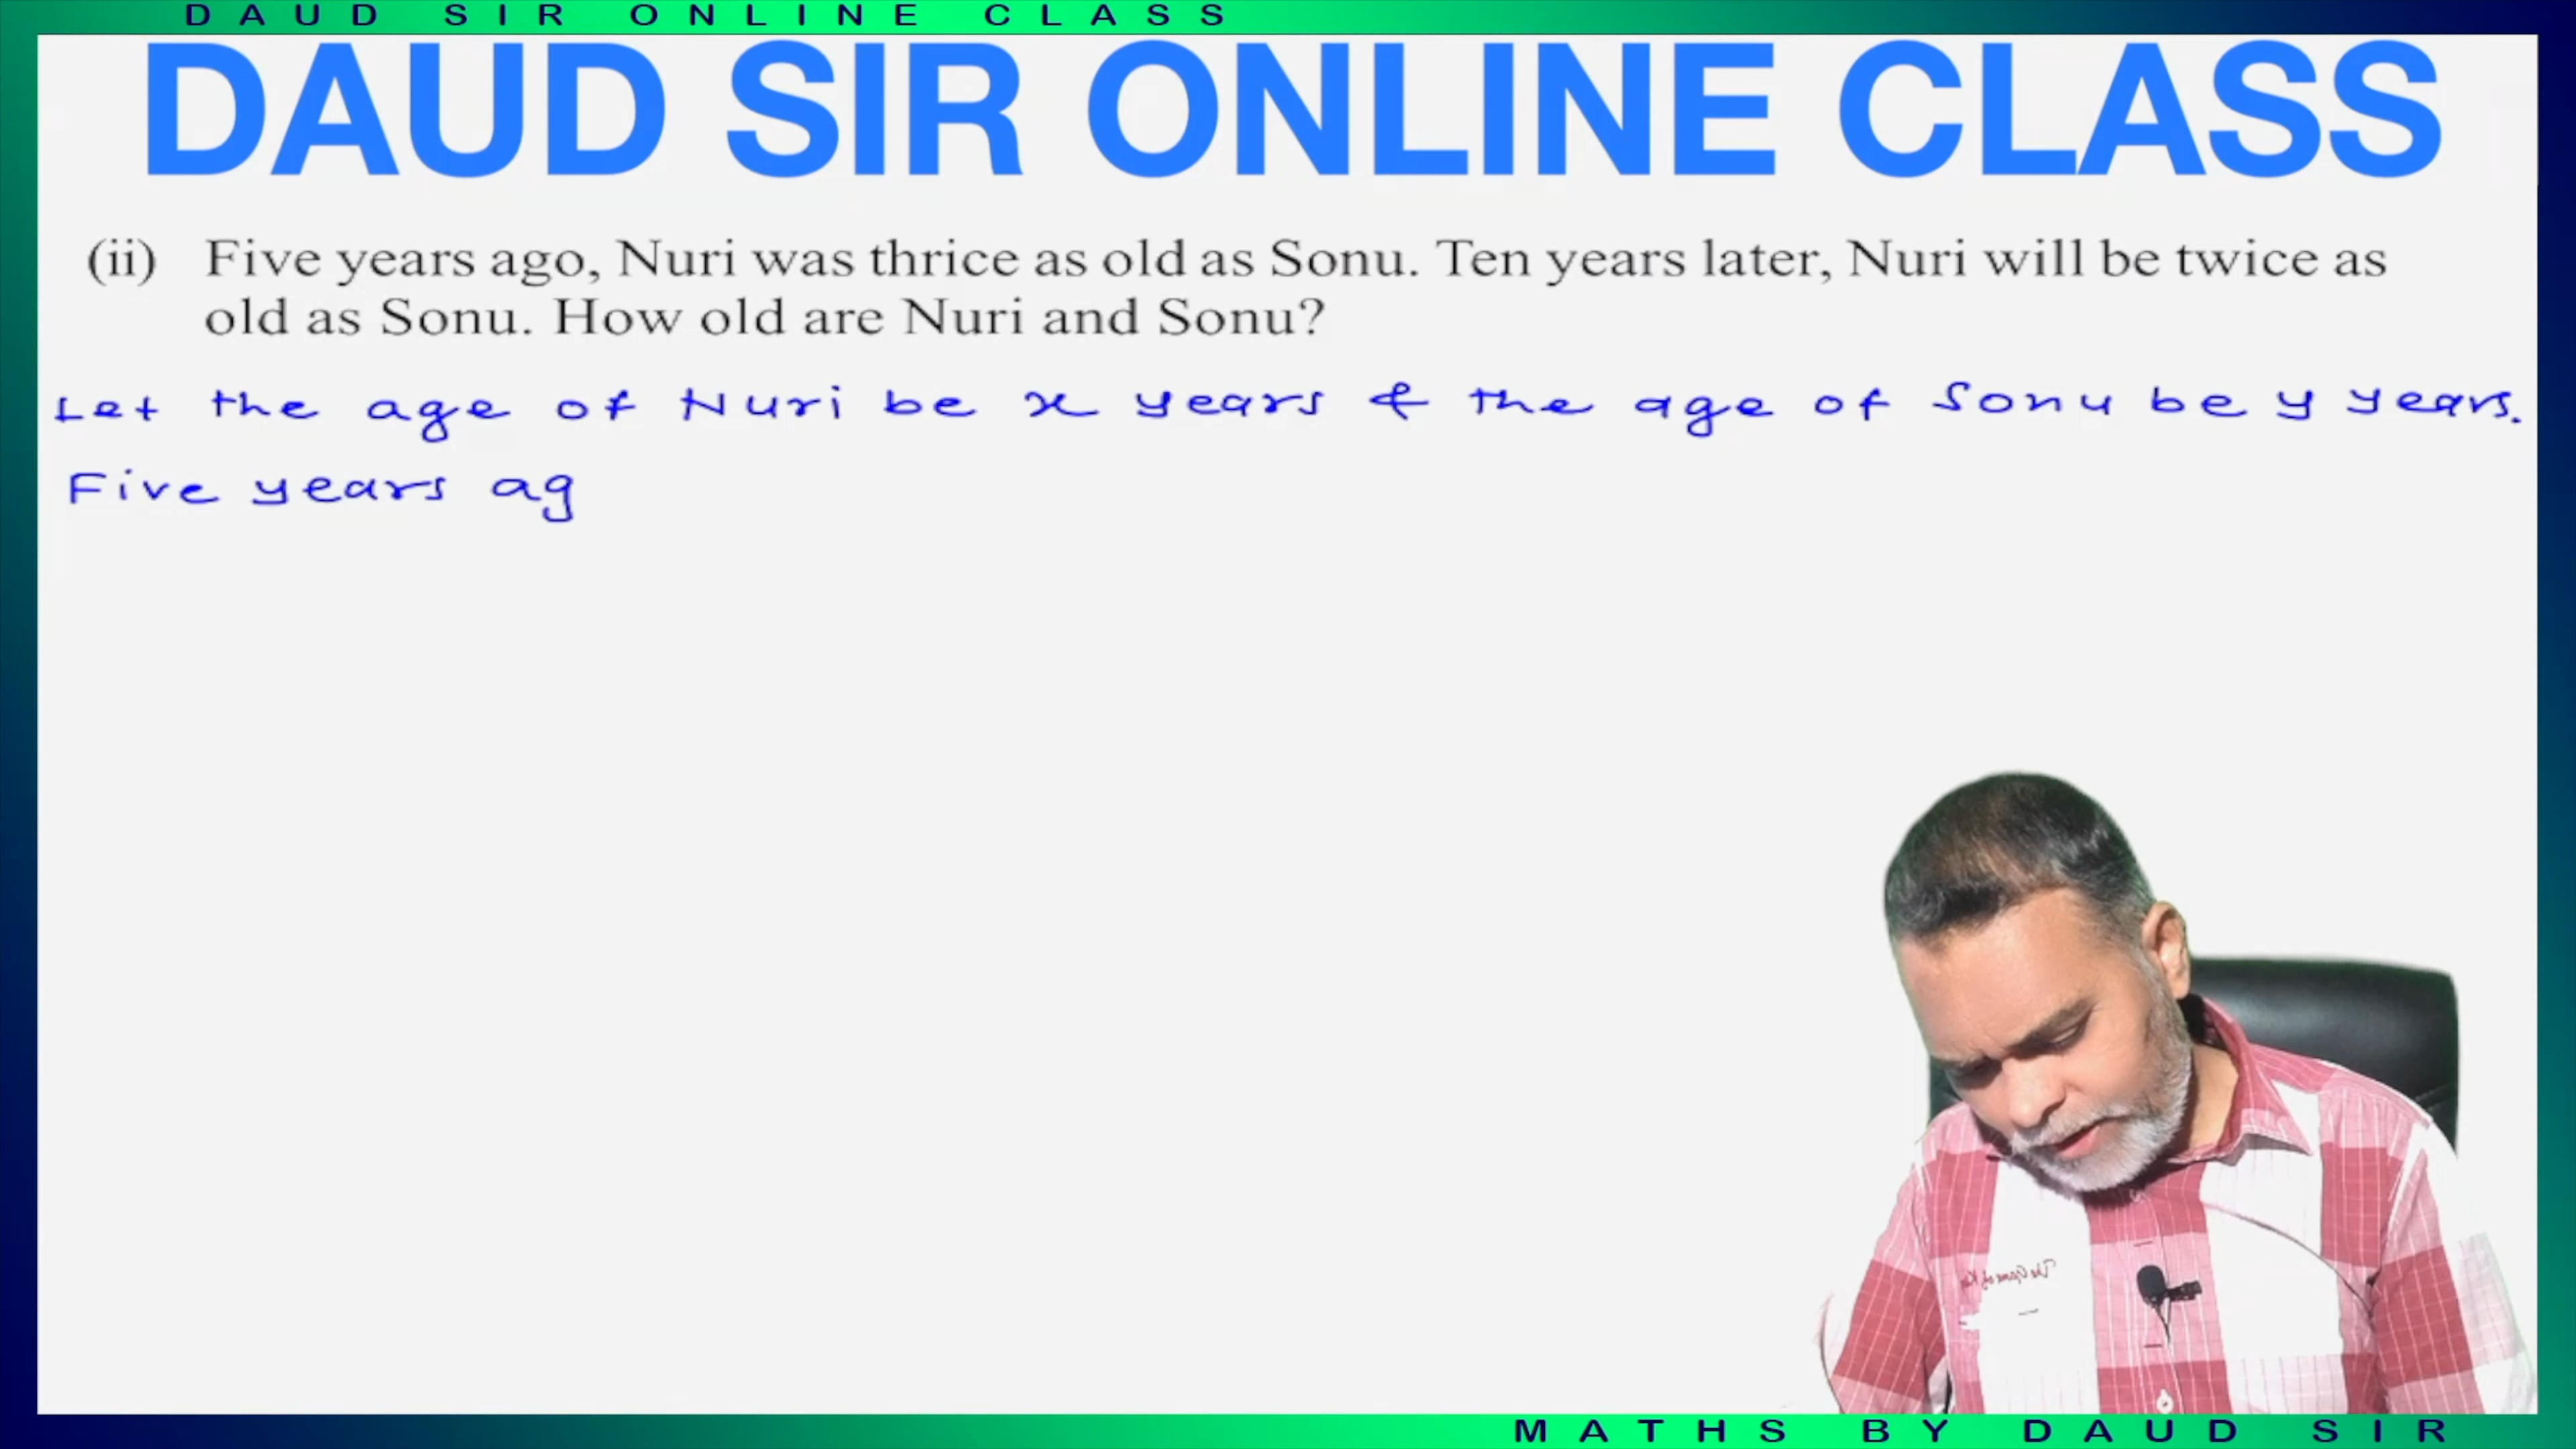 DAUD SIR ONLINE CLASS
DAUD SIR ONLINE CLASS
(ii) Five years ago, Nuri was thrice as old as Sonu. Ten years later, Nuri will be twice as
old as Sonu. How old are Nuri and Sonu?
Let the age of Nuri be x years & the age of Sonu be y years.
Five years ag
MATHS BY DAUD SIR